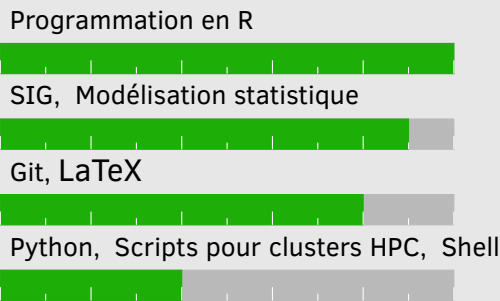 Programmation en R
SIG, Modélisation statistique
Git, LaTeX
Python, Scripts pour clusters HPC, Shell